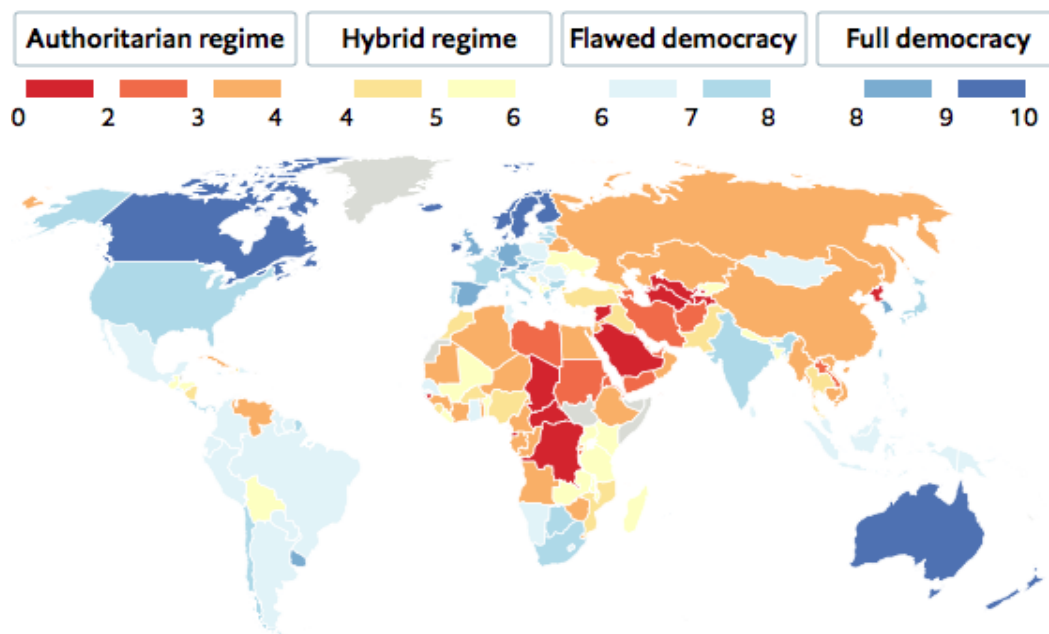 Authoritarian regime Hybrid regime Flawed democracy Full democracy
0 2 3 4 4 5 6 6 7 8 8 9 10